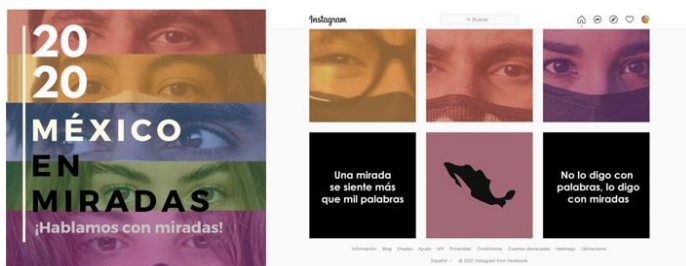 20
20
MÉXICO
EN
MIRADAS
¡Hablamos con miradas!
Instagram
Buscar
Una mirada
se siente más
que mil palabras
No lo digo con
palabras, lo digo
con miradas
Información Blog Empleo Ayuda API Privacidad Condiciones Cuentas destacadas Hashtags Ubicaciones
Español © 2021 Instagram from Facebook